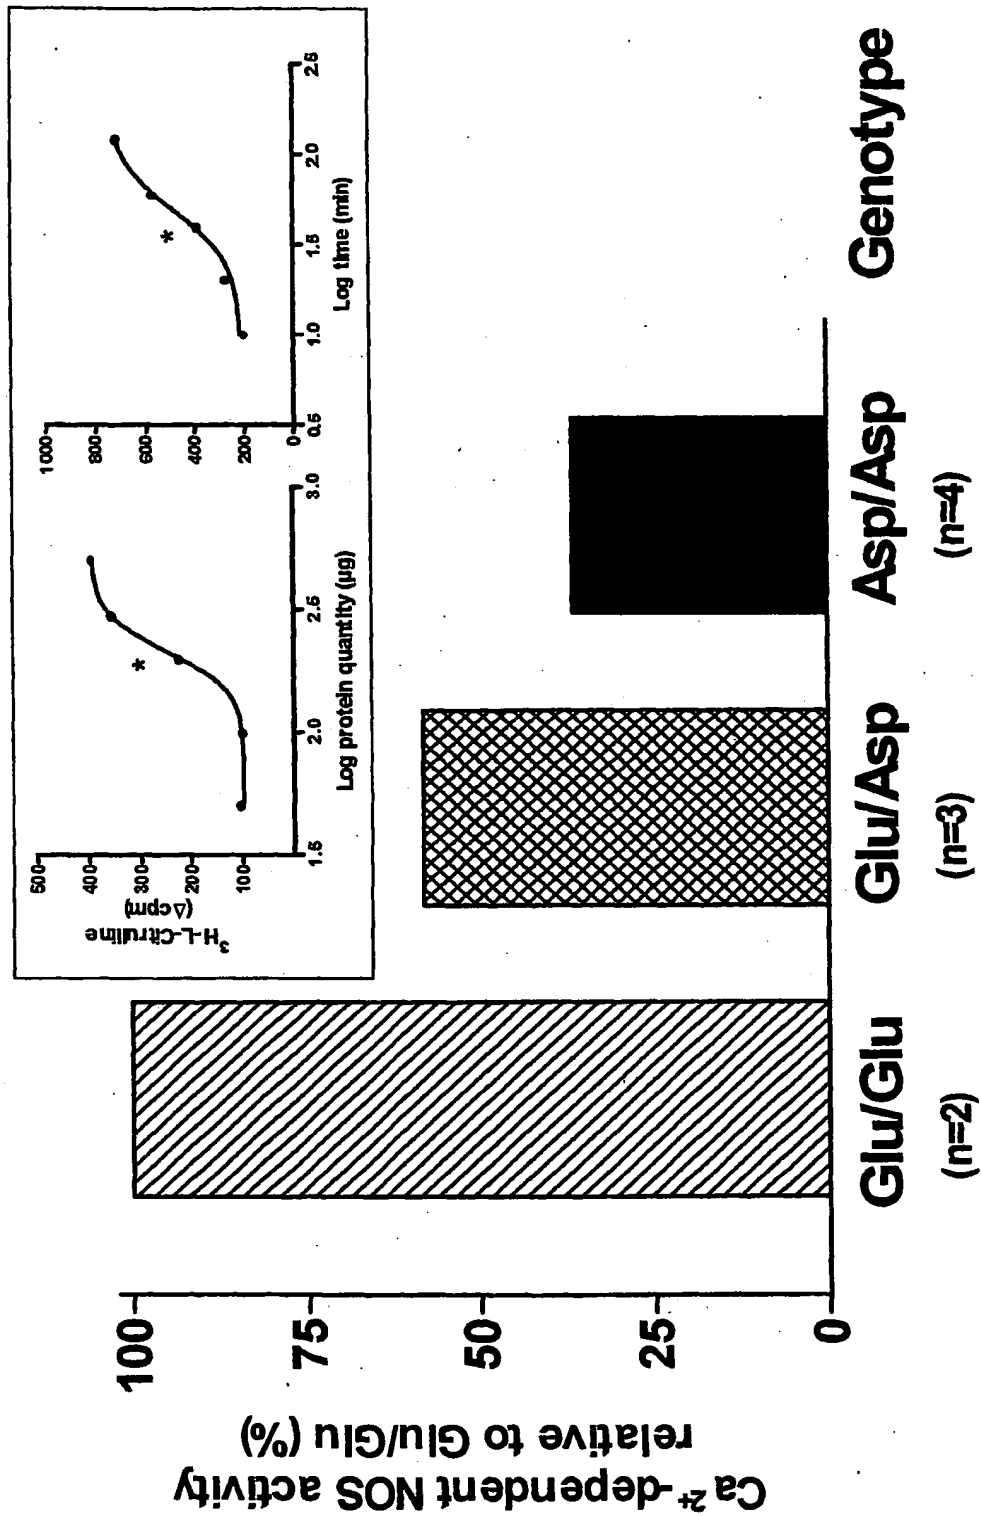 Ca2+-dependent NOS activity
relative to Glu/Glu (%)
100
75
50
25
0
3H-L-Citrulline
(Δcpm)
500
400
300
200
100
1.5
2.0
2.5
3.0
*
Log protein quantity (µg)
1000
800
600
400
200
0
0.5
1.0
1.5
2.0
2.5
*
Log time (min)
Glu/Glu
(n=2)
Glu/Asp
(n=3)
Asp/Asp
(n=4)
Genotype